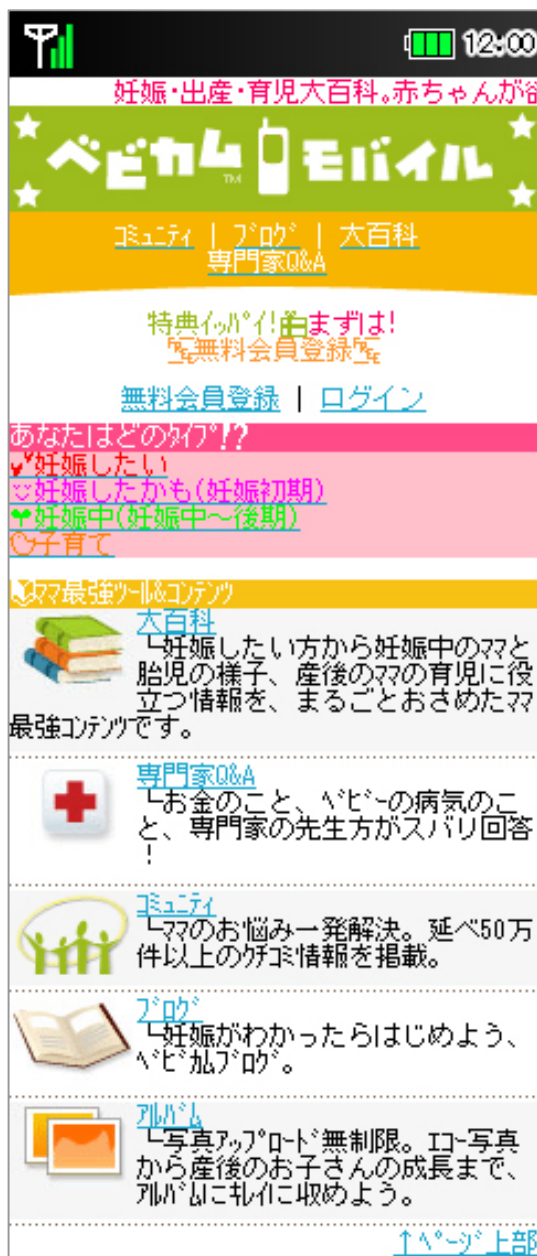 12:00
妊娠・出産・育児大百科。赤ちゃんが
ベビカム™モバイル
ｺﾐｭﾆﾃｨ | ﾌﾞﾛｸﾞ | 大百科
専門家Q&A
特典ｲｯﾊﾟｲ!まずは!
FREE無料会員登録FREE
無料会員登録 | ログイン
あなたはどのﾀｲﾌﾟ!?
妊娠したい
妊娠したかも(妊娠初期)
妊娠中(妊娠中～後期)
子育て
ﾏﾏ最強ﾂｰﾙ&ｺﾝﾃﾝﾂ
大百科
└妊娠したい方から妊娠中のﾏﾏと
胎児の様子、産後のﾏﾏの育児に役
立つ情報を、まるごとおさめたﾏﾏ
最強ｺﾝﾃﾝﾂです。
専門家Q&A
└お金のこと、ﾍﾞﾋﾞｰの病気のこ
と、専門家の先生方がズバリ回答
!
ｺﾐｭﾆﾃｨ
└ﾏﾏのお悩み一発解決。延べ50万
件以上のｸﾁｺﾐ情報を掲載。
ﾌﾞﾛｸﾞ
└妊娠がわかったらはじめよう、
ﾍﾞﾋﾞｶﾑﾌﾞﾛｸﾞ。
ｱﾙﾊﾞﾑ
└写真ｱｯﾌﾟﾛｰﾄﾞ無制限。ｴｺｰ写真
から産後のお子さんの成長まで、
ｱﾙﾊﾞﾑにｷﾚｲに収めよう。
↑ﾍﾟｰｼﾞ上部